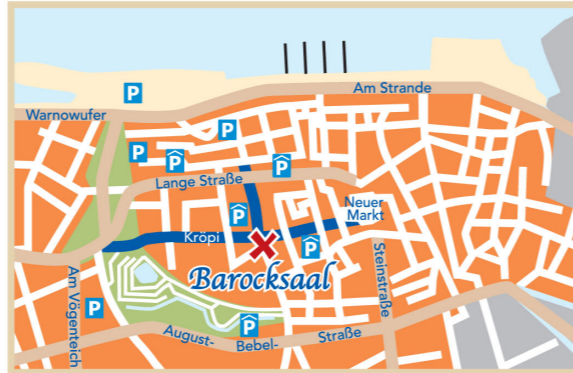 P
Am Strande
Warnowufer
P
P
P
P
Lange Straße
P
P
Neuer
Markt
Kröpi
P
Barocksaal
Am Vögenteich
Steinstraße
P
P
August-
Bebel-
Straße